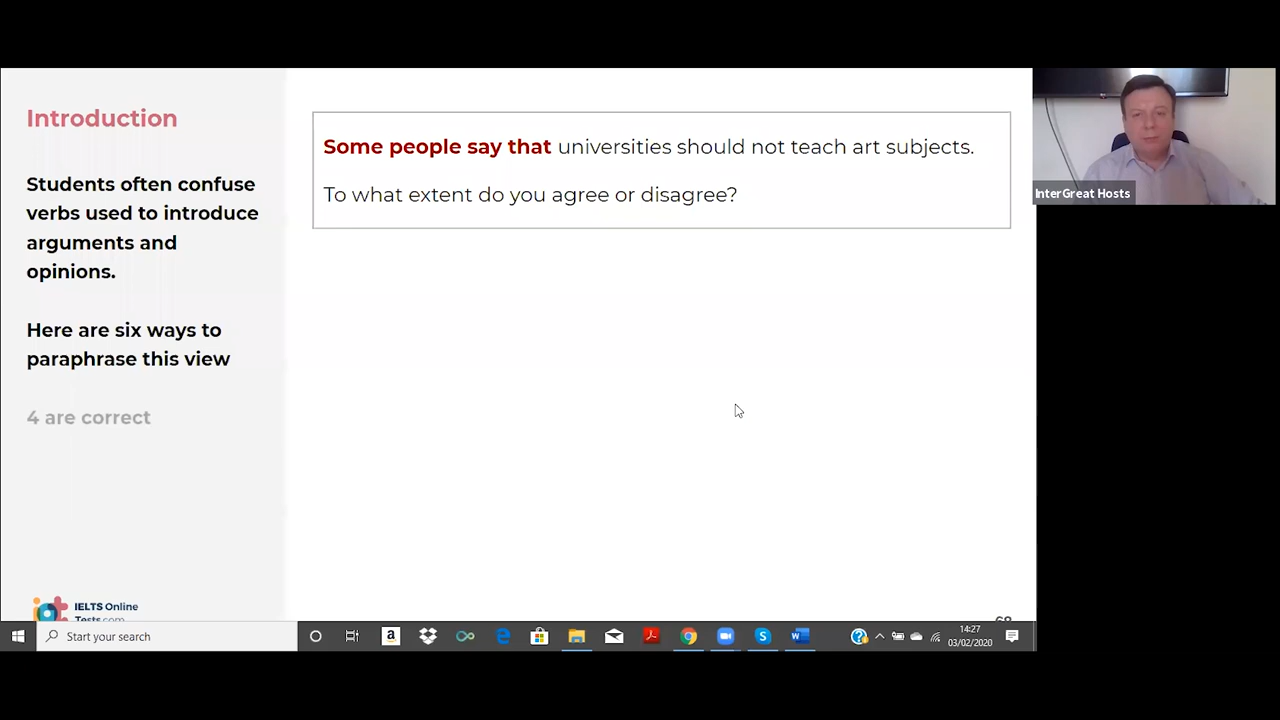 Introduction
Students often confuse
verbs used to introduce
arguments and
opinions.
Here are six ways to
paraphrase this view
4 are correct
Some people say that universities should not teach art subjects.
To what extent do you agree or disagree?
InterGreat Hosts
IELTS Online
Tests.com
Start your search
14:27
03/02/2020